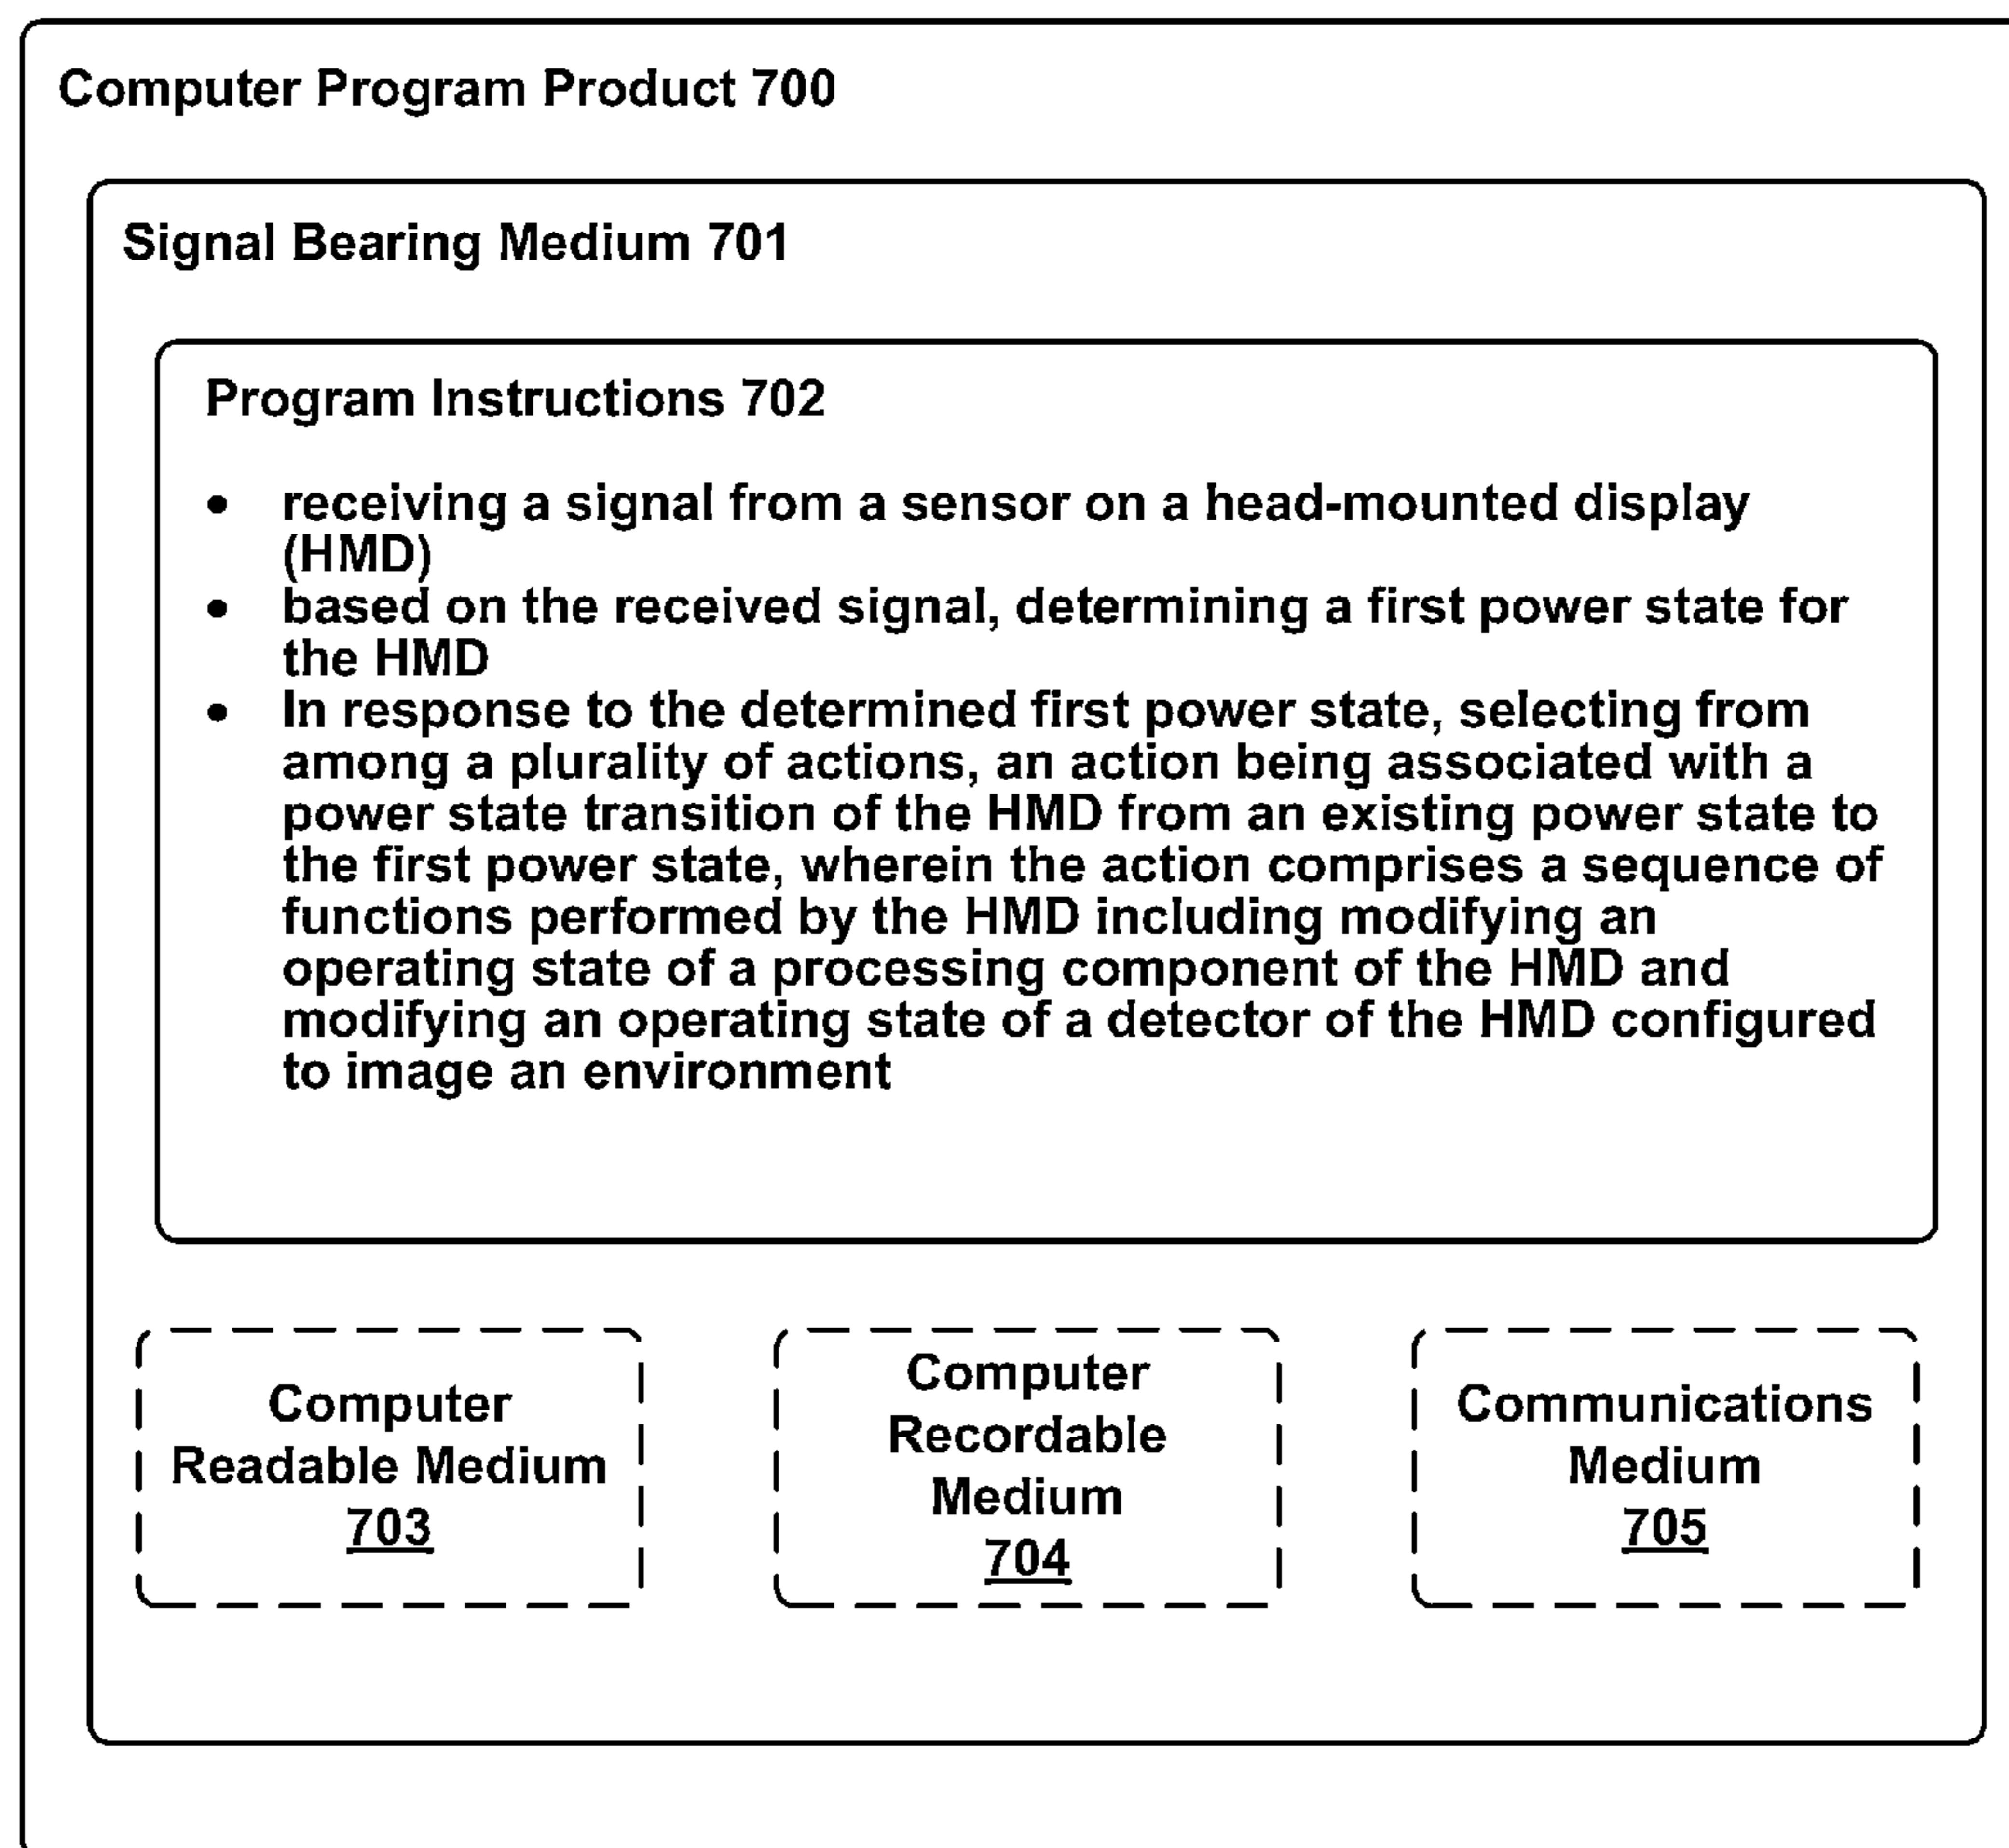 Computer Program Product 700
Signal Bearing Medium 701
Program Instructions 702
• receiving a signal from a sensor on a head-mounted display
(HMD)
• based on the received signal, determining a first power state for
the HMD
• In response to the determined first power state, selecting from
among a plurality of actions, an action being associated with a
power state transition of the HMD from an existing power state to
the first power state, wherein the action comprises a sequence of
functions performed by the HMD including modifying an
operating state of a processing component of the HMD and
modifying an operating state of a detector of the HMD configured
to image an environment
Computer
Readable Medium
703
Computer
Recordable
Medium
704
Communications
Medium
705